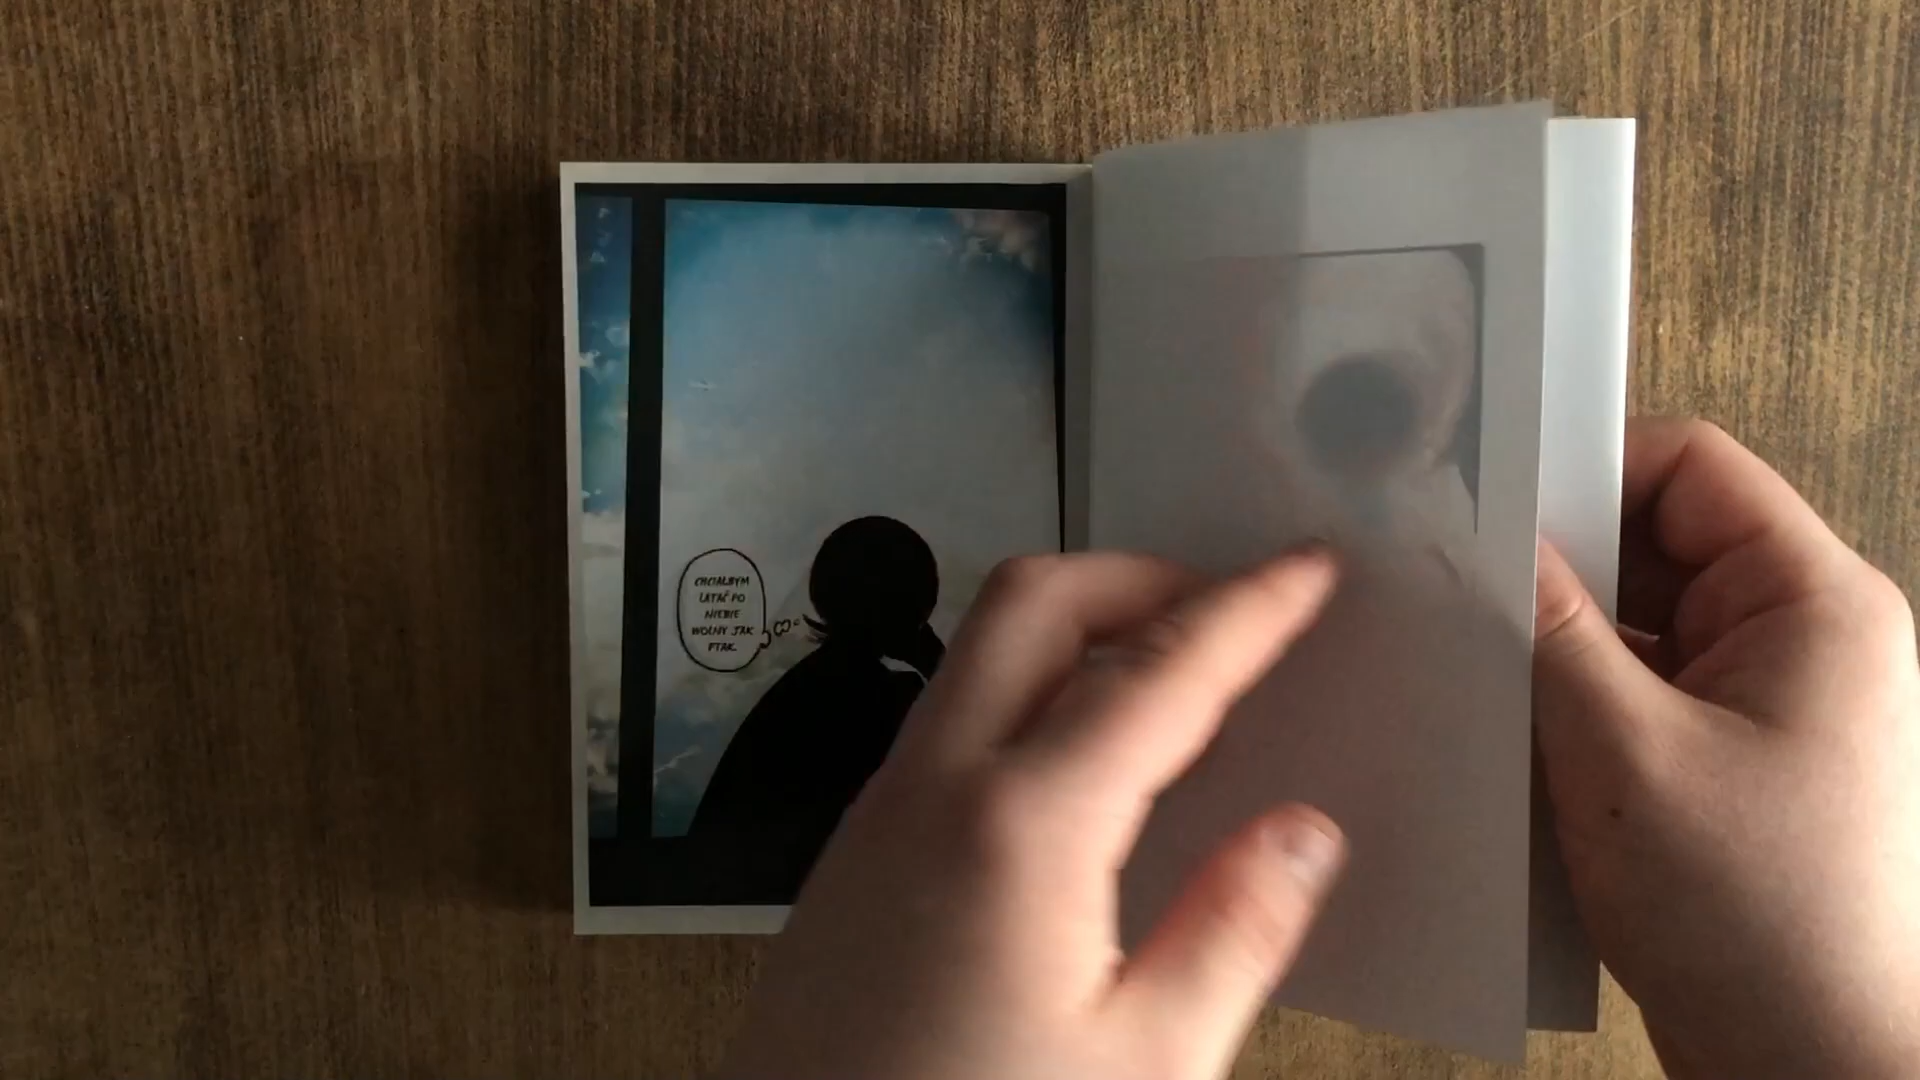 CHCIAŁBYM
LATAĆ PO
NIEBIE
WOLNY JAK
PTAK.